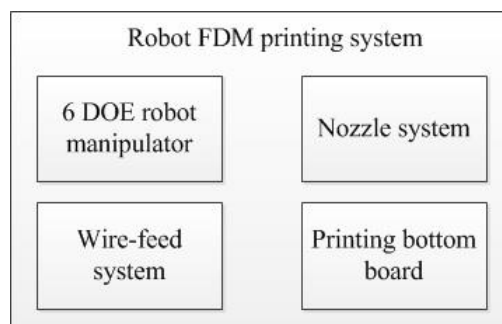 Robot FDM printing system
6 DOE robot
manipulator
Nozzle system
Wire-feed
system
Printing bottom
board